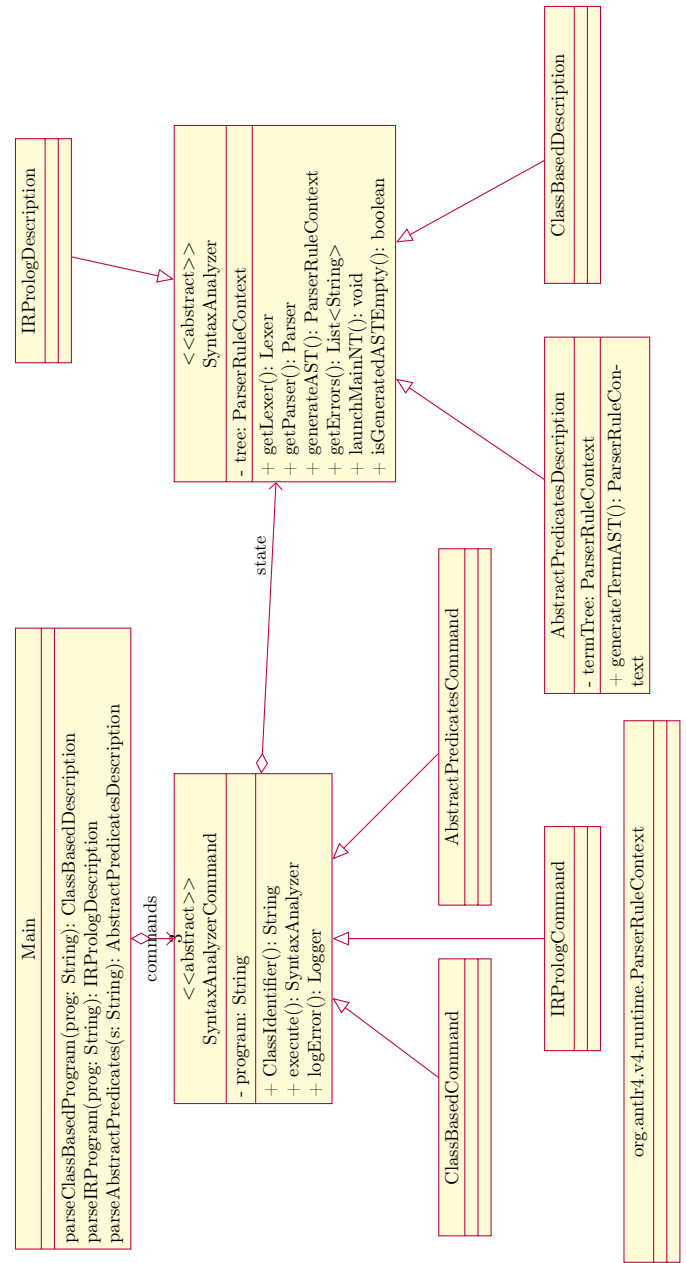 Main
parseClassBasedProgram(prog: String): ClassBasedDescription
parseIRProgram(prog: String): IRPrologDescription
parseAbstractPredicates(s: String): AbstractPredicatesDescription
IRPrologDescription
commands
3
<<abstract>>
SyntaxAnalyzerCommand
- program: String
+ ClassIdentifier(): String
+ execute(): SyntaxAnalyzer
+ logError(): Logger
state
<<abstract>>
SyntaxAnalyzer
- tree: ParserRuleContext
+ getLexer(): Lexer
+ getParser(): Parser
+ generateAST(): ParserRuleContext
+ getErrors(): List<String>
+ launchMainNT(): void
+ isGeneratedASTEmpty(): boolean
ClassBasedCommand
AbstractPredicatesCommand
IRPrologCommand
AbstractPredicatesDescription
- termTree: ParserRuleContext
+ generateTermAST(): ParserRuleCon-
text
ClassBasedDescription
org.antlr4.v4.runtime.ParserRuleContext